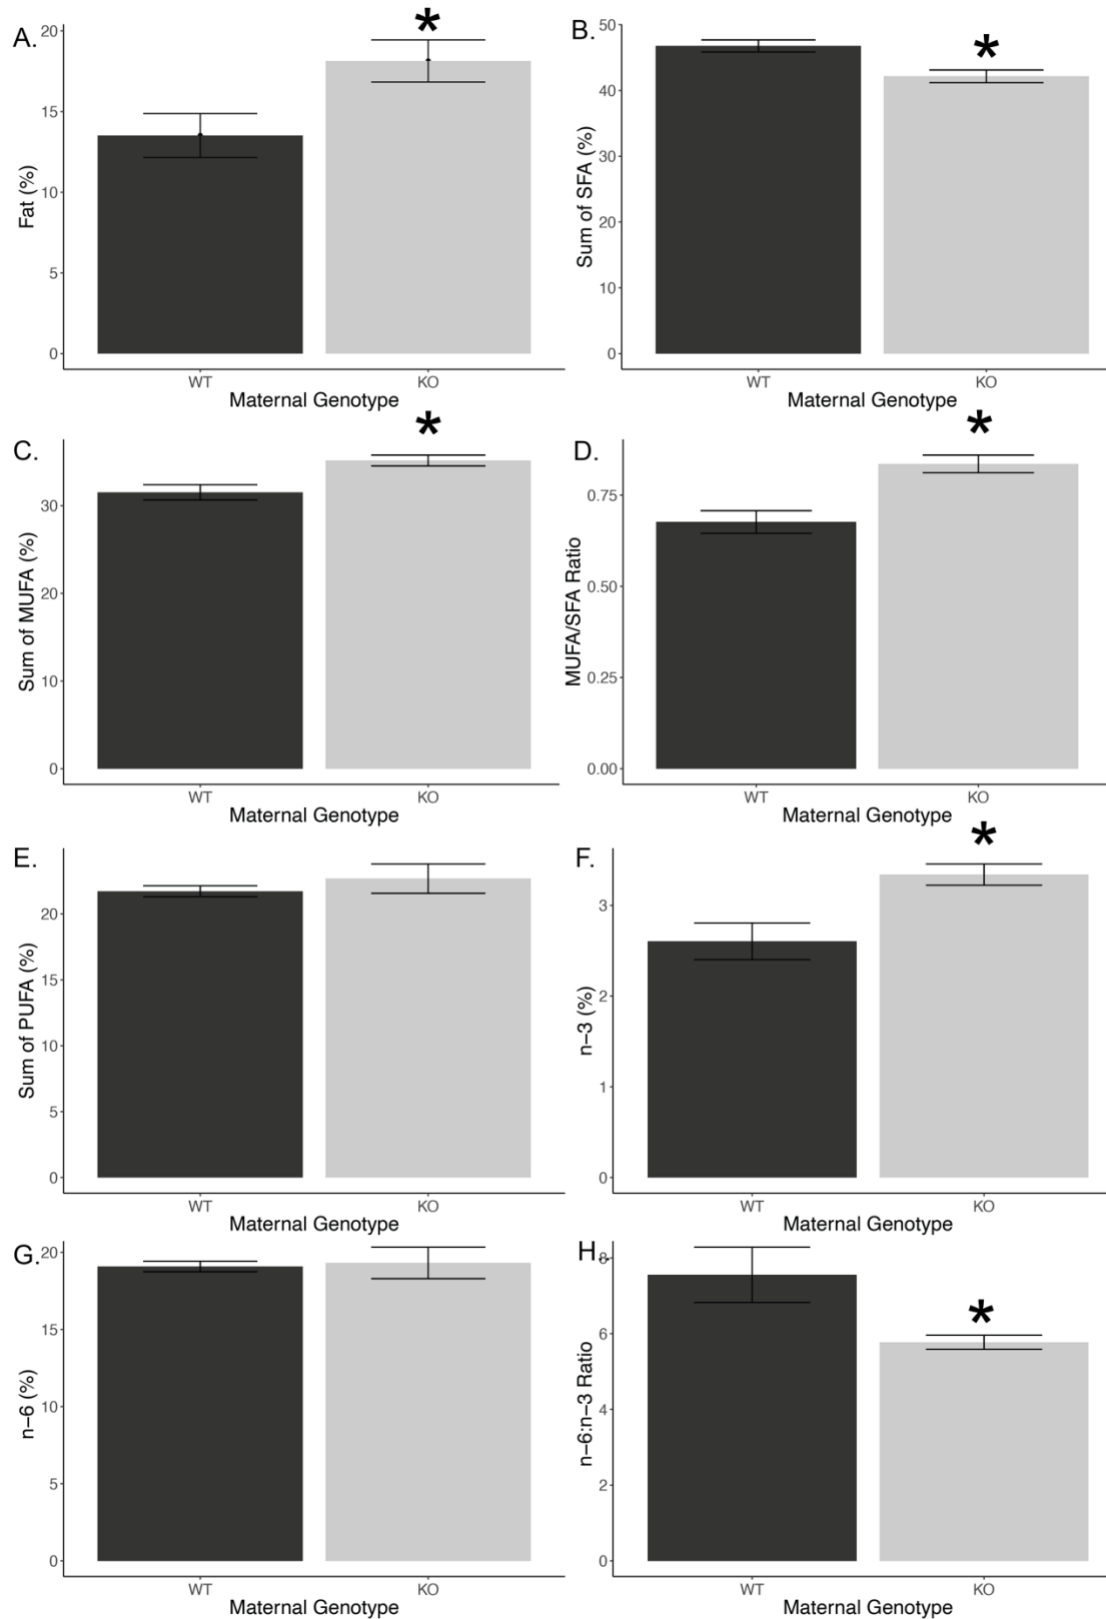 A.
*
20
15
10
5
0
Fat (%)
WT
KO
Maternal Genotype
B.
*
50
40
30
20
10
0
Sum of SFA (%)
WT
KO
Maternal Genotype
C.
*
30
20
10
0
Sum of MUFA (%)
WT
KO
Maternal Genotype
D.
*
0.75
0.50
0.25
0.00
MUFA/SFA Ratio
WT
KO
Maternal Genotype
E.
20
15
10
5
0
Sum of PUFA (%)
WT
KO
Maternal Genotype
F.
*
3
2
1
0
n−3 (%)
WT
KO
Maternal Genotype
G.
20
15
10
5
0
n−6 (%)
WT
KO
Maternal Genotype
H.
*
8
6
4
2
0
n−6:n−3 Ratio
WT
KO
Maternal Genotype